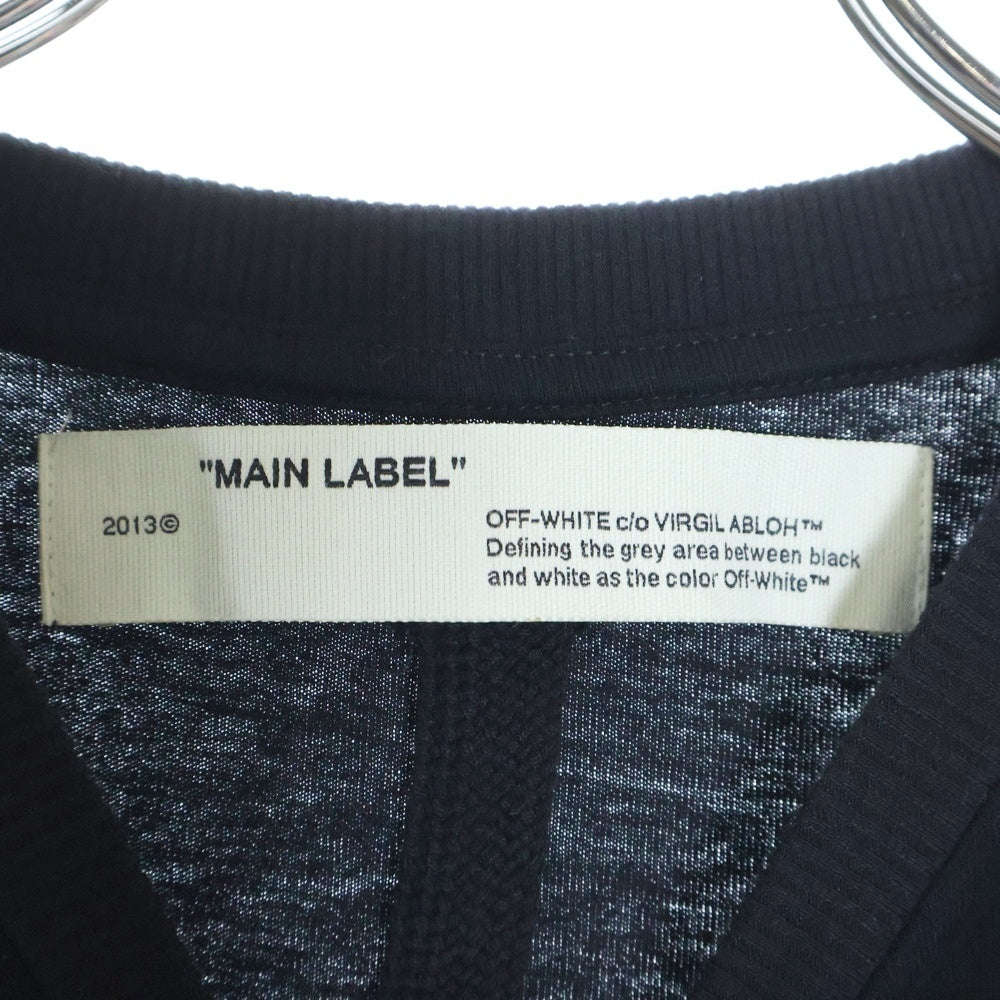 "MAIN LABEL"
2013©
OFF-WHITE c/o VIRGIL ABLOH™
Defining the grey area between black
and white as the color Off-White™